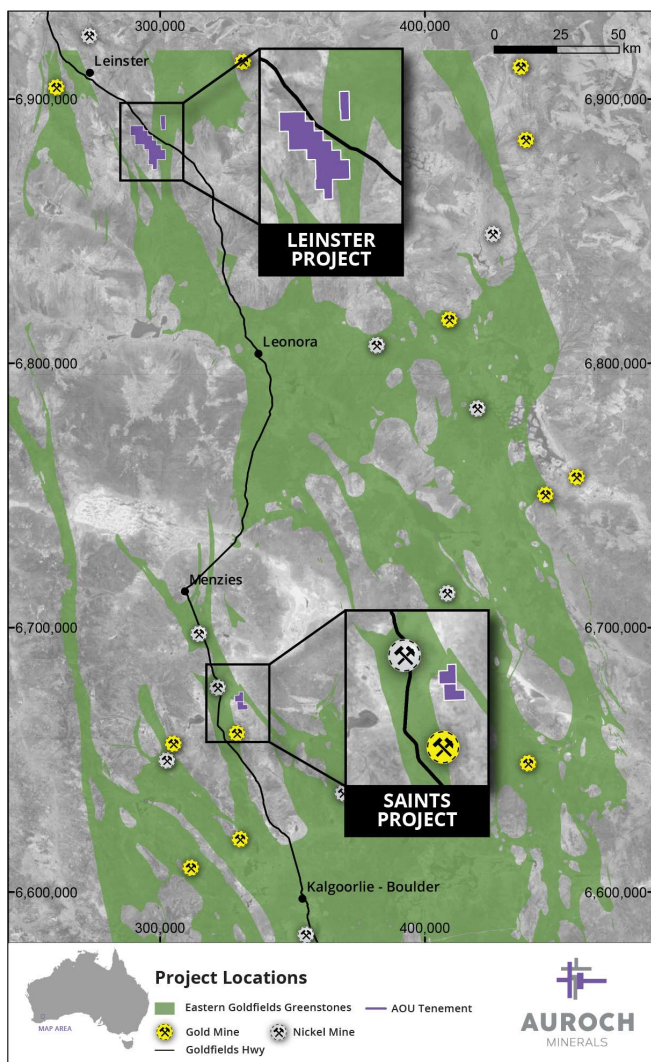 300,000
400,000
0 25 50
km
Leinster
6,900,000
6,900,000
LEINSTER
PROJECT
Leonora
6,800,000
6,800,000
Menzies
6,700,000
6,700,000
SAINTS
PROJECT
Kalgoorlie - Boulder
6,600,000
6,600,000
300,000
400,000
Project Locations
Eastern Goldfields Greenstones
AOU Tenement
Gold Mine
Nickel Mine
Goldfields Hwy
MAP AREA
AUROCH
MINERALS